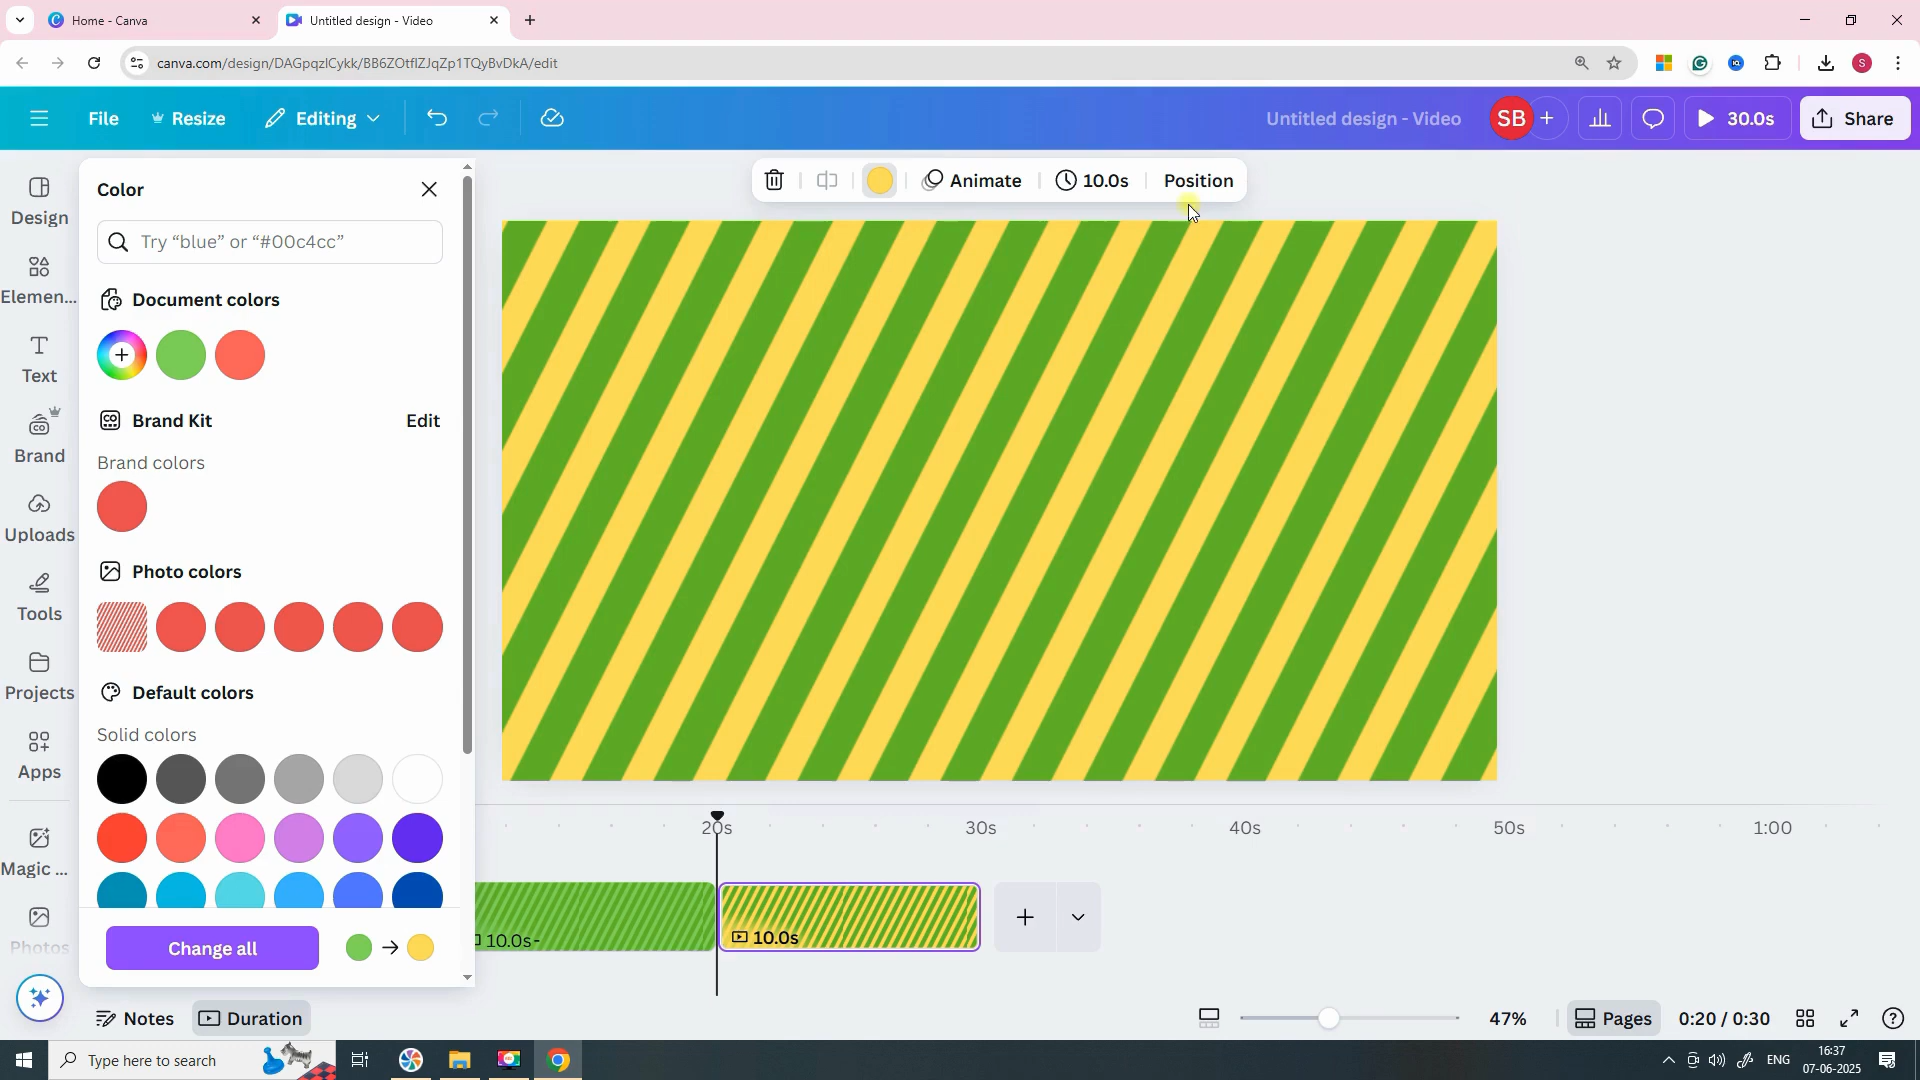 Home - Canva
Untitled design - Video
canva.com/design/DAGpqzlCykk/BB6ZOtflZJqZp1TQyBvDkA/edit
S
File
Resize
Editing
Untitled design - Video
SB
30.0s
Share
Design
Elemen...
Text
Brand
Uploads
Tools
Projects
Apps
Magic ...
Photos
Color
Try “blue” or “#00c4cc”
Document colors
Brand Kit
Edit
Brand colors
Photo colors
Default colors
Solid colors
Change all
Animate
10.0s
Position
20s
30s
40s
50s
1:00
10.0s-
10.0s
Notes
Duration
47%
Pages
0:20 / 0:30
Type here to search
ENG
16:37
07-06-2025